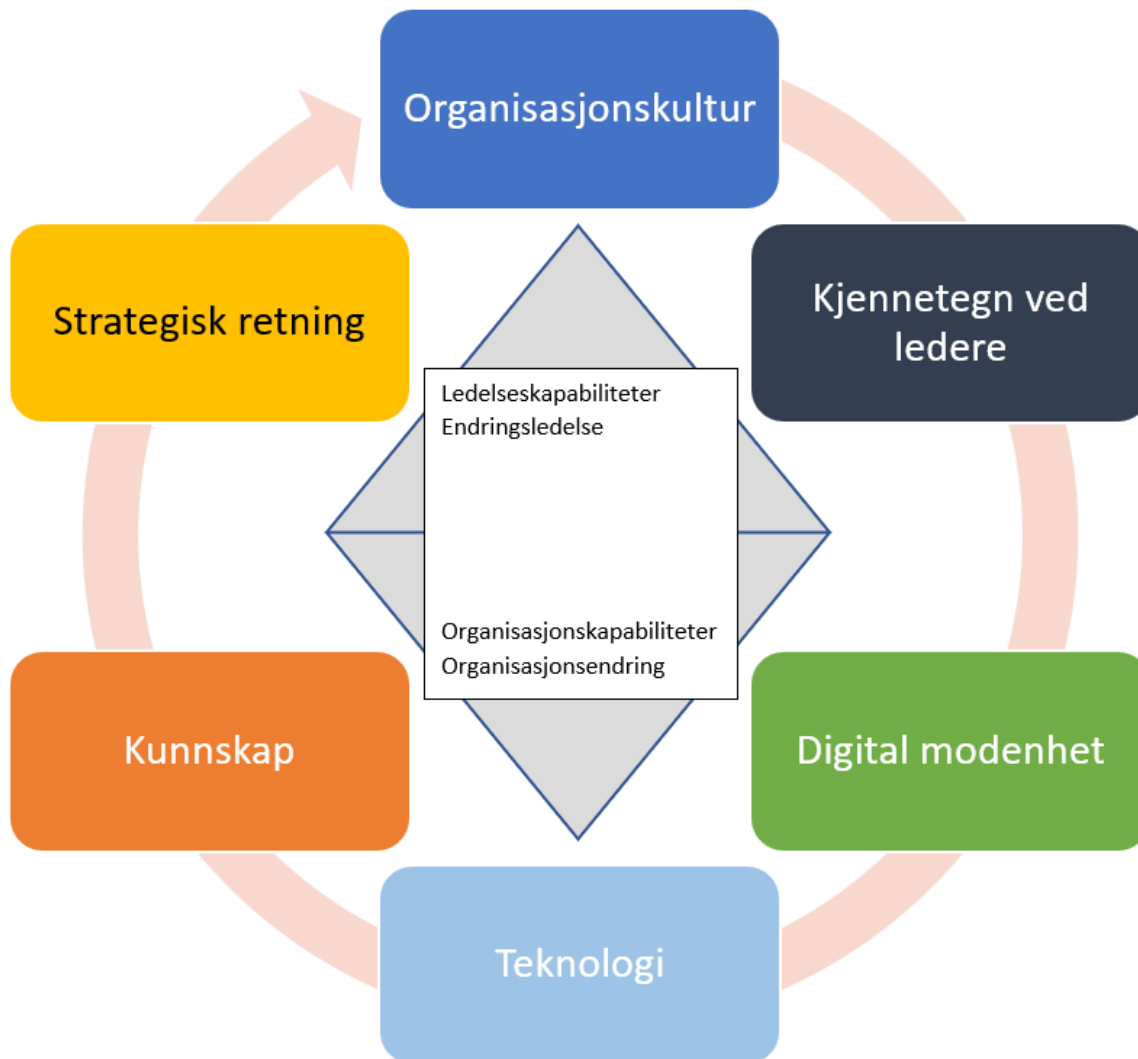 Organisasjonskultur
Strategisk retning
Kjennetegn ved
ledere
Ledelseskapabiliteter
Endringsledelse
Organisasjonskapabiliteter
Organisasjonsendring
Kunnskap
Digital modenhet
Teknologi